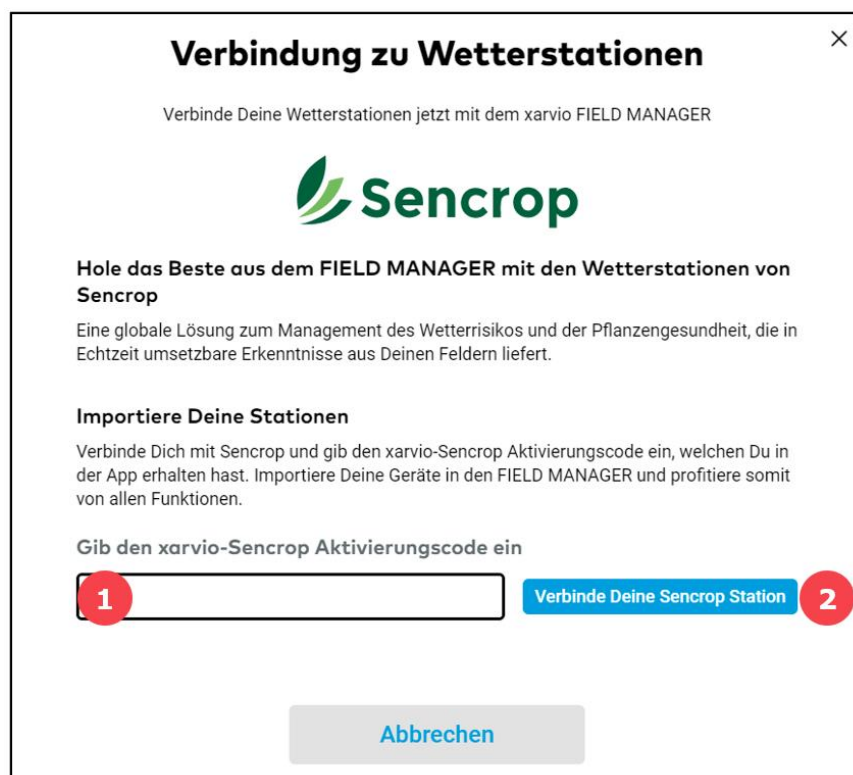 Verbindung zu Wetterstationen
Verbinde Deine Wetterstationen jetzt mit dem xarvio FIELD MANAGER
Sencrop
Hole das Beste aus dem FIELD MANAGER mit den Wetterstationen von
Sencrop
Eine globale Lösung zum Management des Wetterrisikos und der Pflanzengesundheit, die in
Echtzeit umsetzbare Erkenntnisse aus Deinen Feldern liefert.
Importiere Deine Stationen
Verbinde Dich mit Sencrop und gib den xarvio-Sencrop Aktivierungscode ein, welchen Du in
der App erhalten hast. Importiere Deine Geräte in den FIELD MANAGER und profitiere somit
von allen Funktionen.
Gib den xarvio-Sencrop Aktivierungscode ein
1 Verbinde Deine Sencrop Station 2
Abbrechen